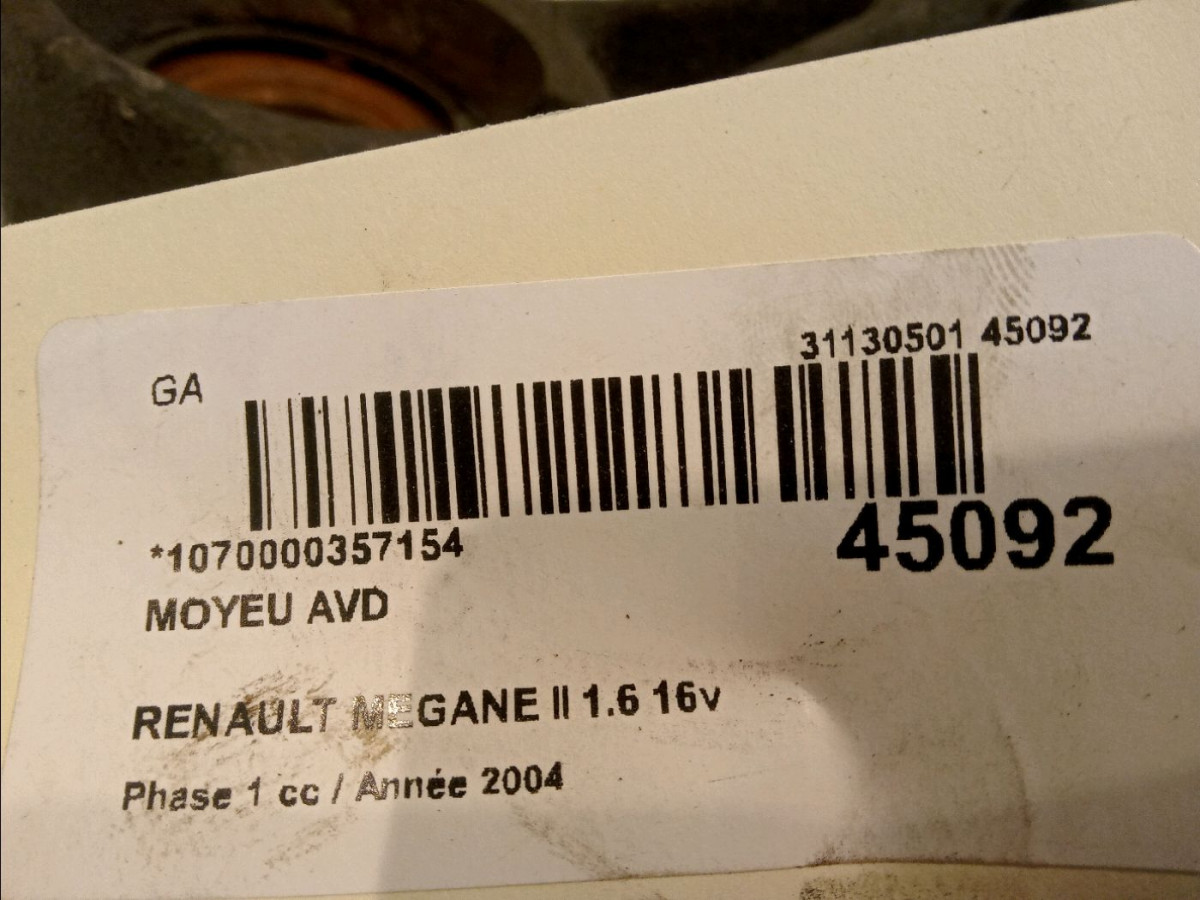 31130501 45092
GA
*1070000357154
45092
MOYEU AVD
RENAULT MEGANE II 1.6 16v
Phase 1 cc / Année 2004